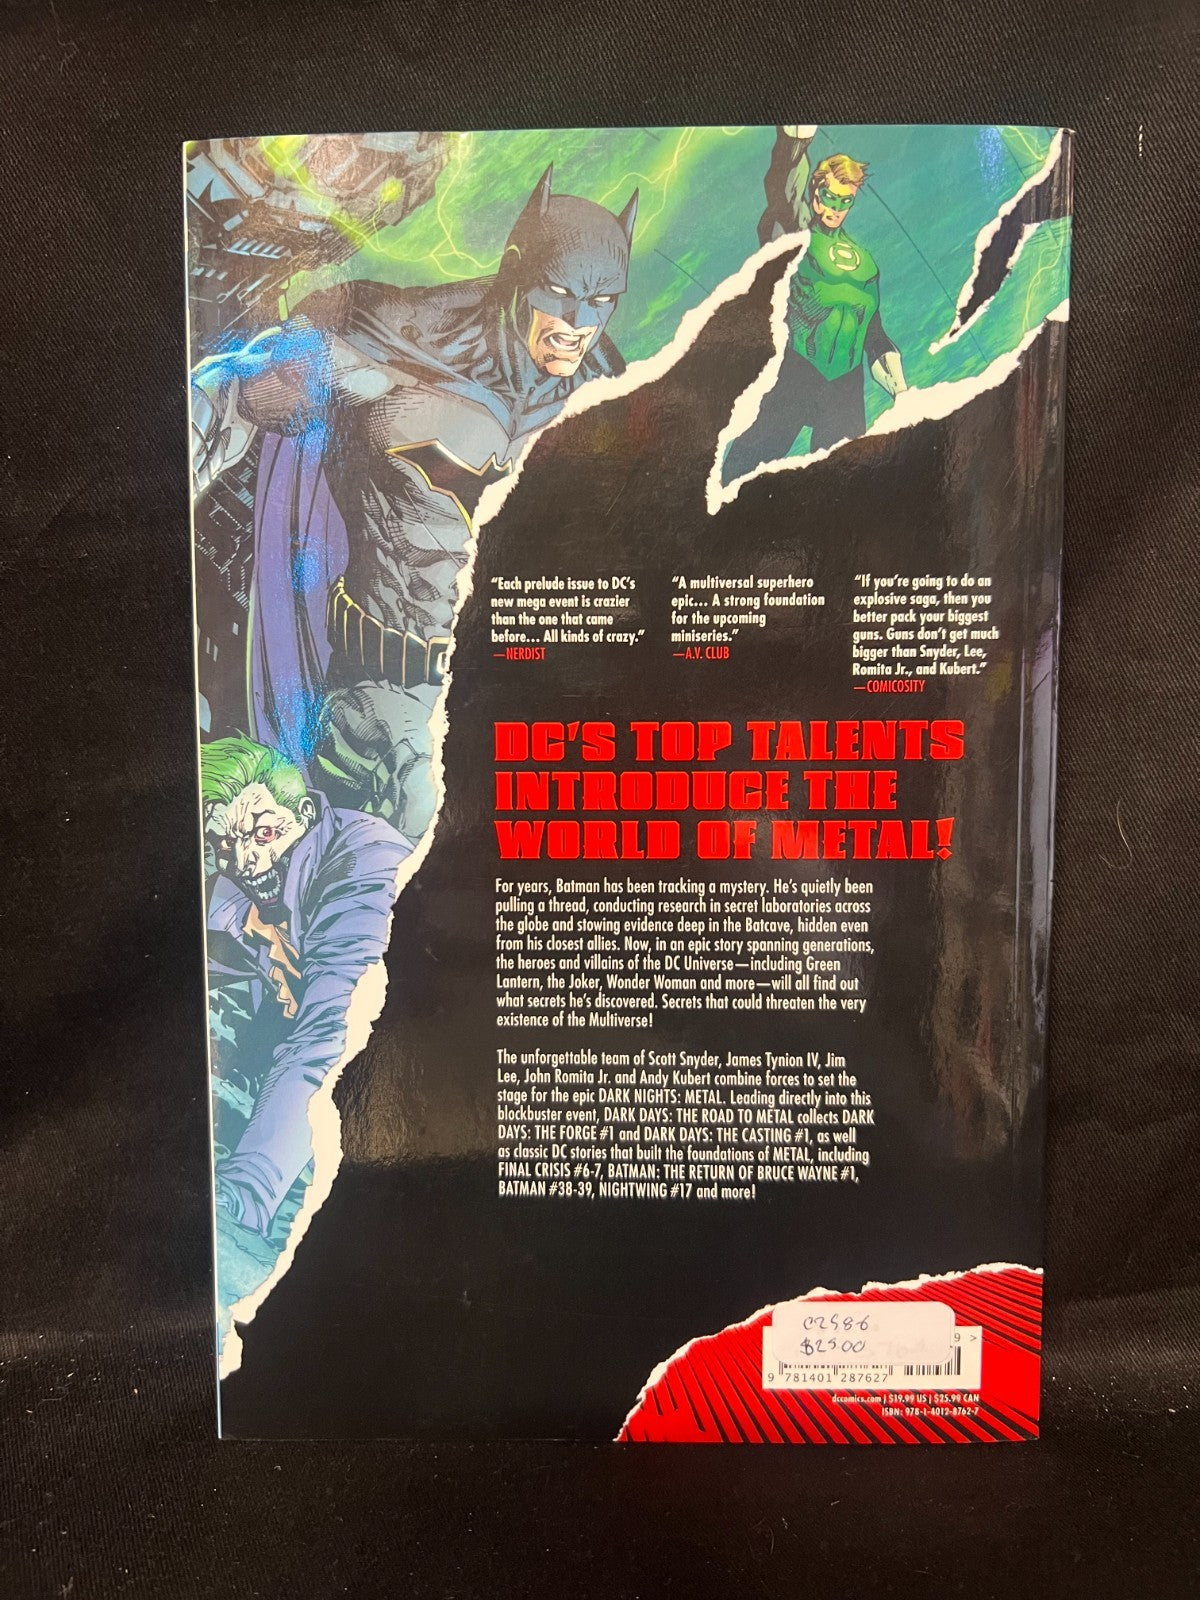 “Each prelude issue to DC’s
new mega event is crazier
than the one that came
before... All kinds of crazy.”
—NERDIST
“A multiversal superhero
epic... A strong foundation
for the upcoming
miniseries.”
—A.V. CLUB
“If you’re going to do an
explosive saga, then you
better pack your biggest
guns. Guns don’t get much
bigger than Snyder, Lee,
Romita Jr., and Kubert.”
—COMICOSITY
DC’S TOP TALENTS
INTRODUCE THE
WORLD OF METAL!
For years, Batman has been tracking a mystery. He’s quietly been
pulling a thread, conducting research in secret laboratories across
the globe and stowing evidence deep in the Batcave, hidden even
from his closest allies. Now, in an epic story spanning generations,
the heroes and villains of the DC Universe—including Green
Lantern, the Joker, Wonder Woman and more—will all find out
what secrets he’s discovered. Secrets that could threaten the very
existence of the Multiverse!
The unforgettable team of Scott Snyder, James Tynion IV, Jim
Lee, John Romita Jr. and Andy Kubert combine forces to set the
stage for the epic DARK NIGHTS: METAL. Leading directly into this
blockbuster event, DARK DAYS: THE ROAD TO METAL collects DARK
DAYS: THE FORGE #1 and DARK DAYS: THE CASTING #1, as well
as classic DC stories that built the foundations of METAL, including
FINAL CRISIS #6-7, BATMAN: THE RETURN OF BRUCE WAYNE #1,
BATMAN #38-39, NIGHTWING #17 and more!
$25.00
9 >
9 781401 287627
dccomics.com | $19.99 US | $25.99 CAN
ISBN: 978-1-4012-8762-7